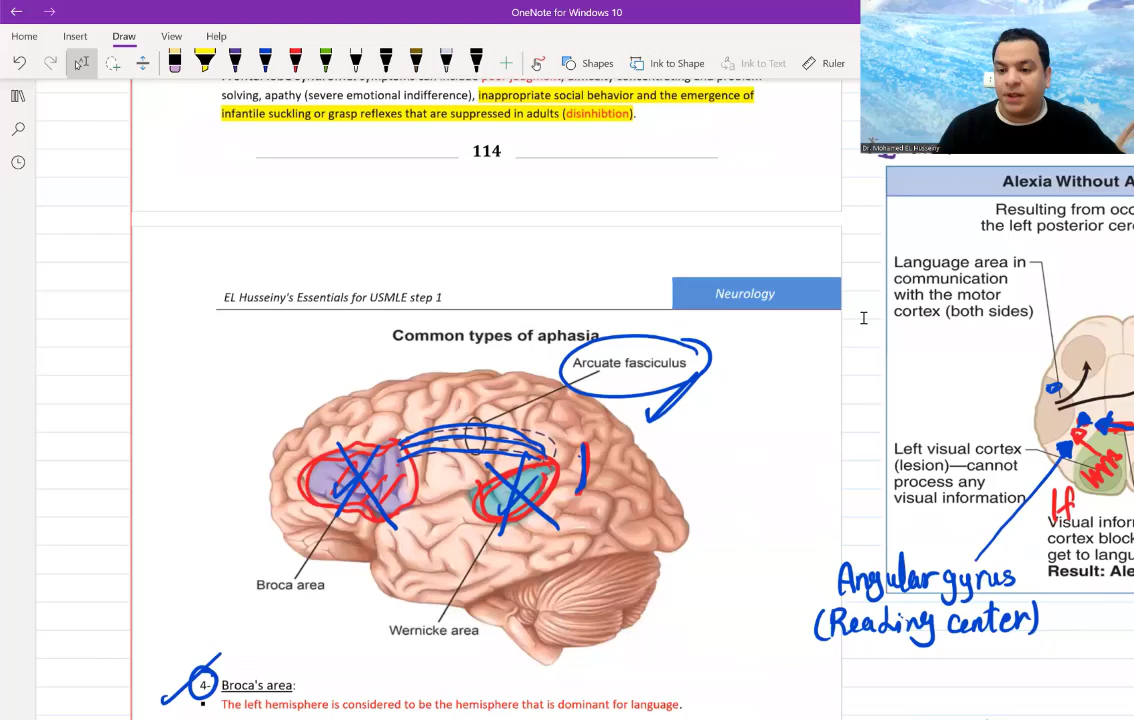 OneNote for Windows 10
Home Insert Draw View Help
Shapes Ink to Shape Ink to Text Ruler
solving, apathy (severe emotional indifference), inappropriate social behavior and the emergence of
infantile suckling or grasp reflexes that are suppressed in adults (disinhibtion).
114
Dr. Mohamed EL Husseiny
EL Husseiny's Essentials for USMLE step 1
Neurology
Common types of aphasia
Arcuate fasciculus
Broca area
Wernicke area
4- Broca's area:
The left hemisphere is considered to be the hemisphere that is dominant for language.
Alexia Without A
Resulting from occ
the left posterior cere
Language area in
communication
with the motor
cortex (both sides)
Left visual cortex
(lesion)—cannot
process any
visual information
Visual infor
cortex block
get to langu
Result: Ale
Angular gyrus
(Reading center)